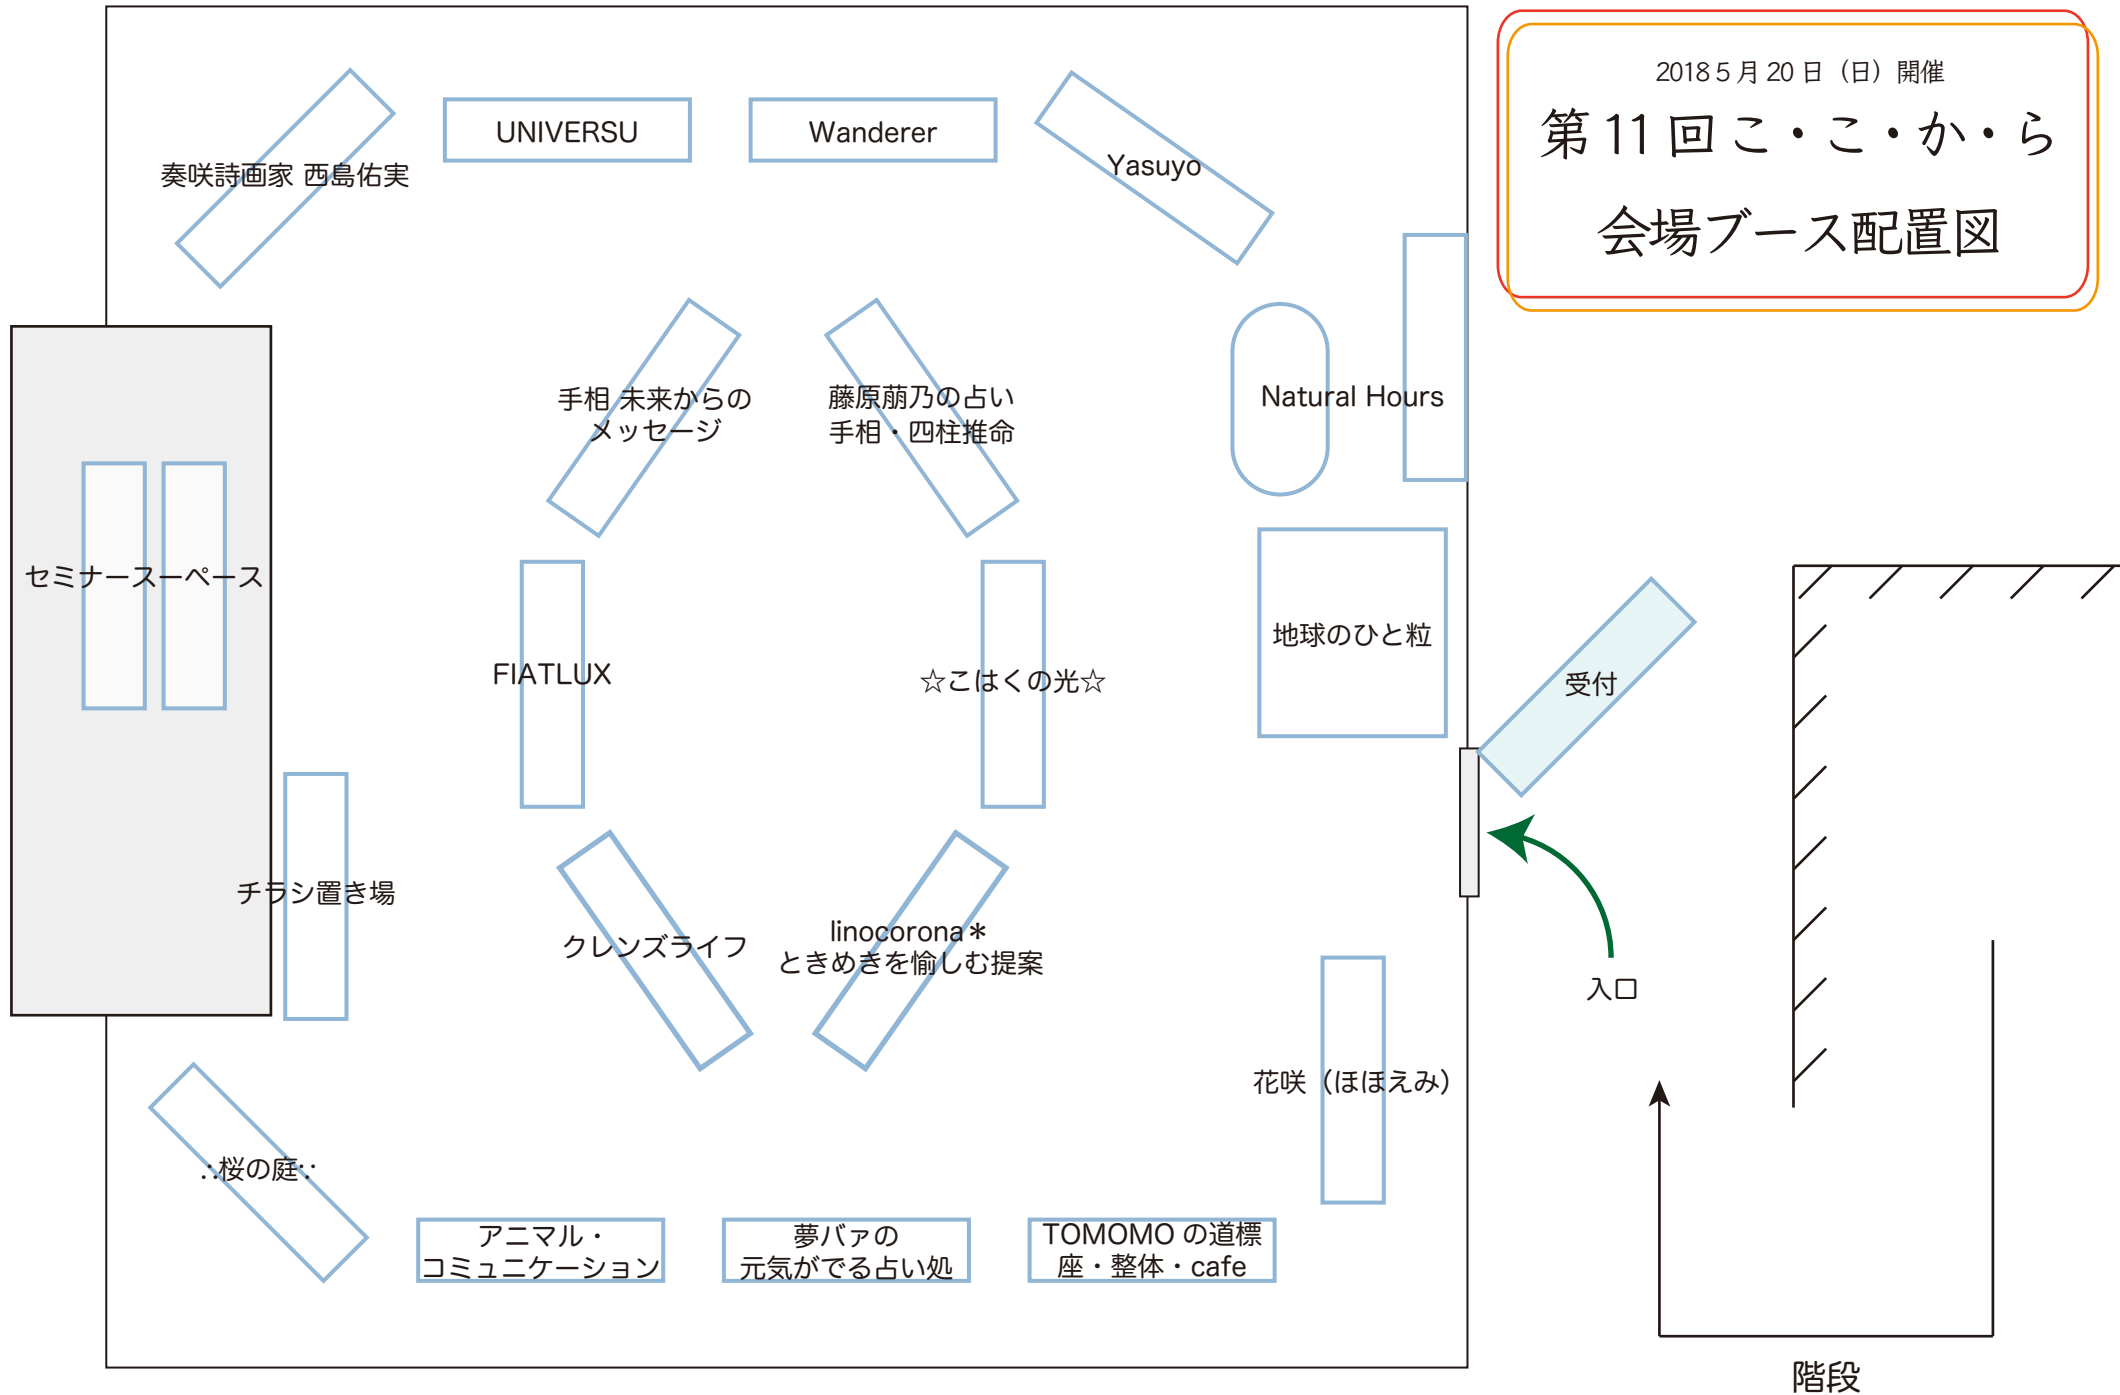 2018 5 月 20 日（日）開催
第 11 回 こ・こ・か・ら
会場ブース配置図
奏咲詩画家 西島佑実
UNIVERSU
Wanderer
Yasuyo
手相 未来からの
メッセージ
藤原萠乃の占い
手相・四柱推命
Natural Hours
セミナースーペース
FIATLUX
☆こはくの光☆
地球のひと粒
受付
チラシ置き場
クレンズライフ
linocorona＊
ときめきを愉しむ提案
入口
花咲（ほほえみ）
∴桜の庭∵
アニマル・
コミュニケーション
夢バァの
元気がでる占い処
TOMOMO の道標
座・整体・cafe
階段